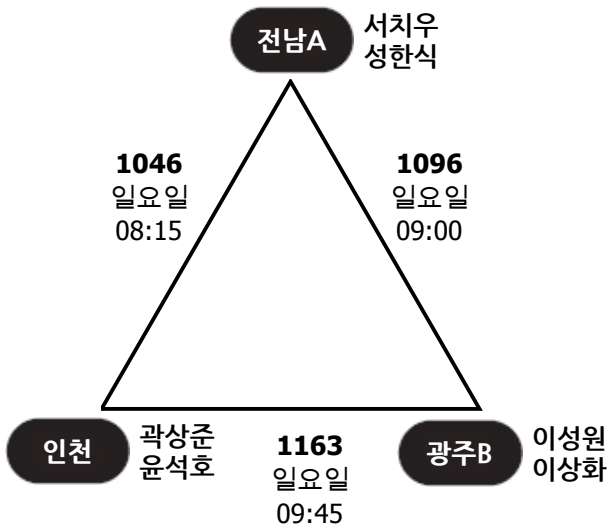 전남A
서치우
성한식
1046
일요일
08:15
1096
일요일
09:00
인천
곽상준
윤석호
1163
일요일
09:45
광주B
이성원
이상화